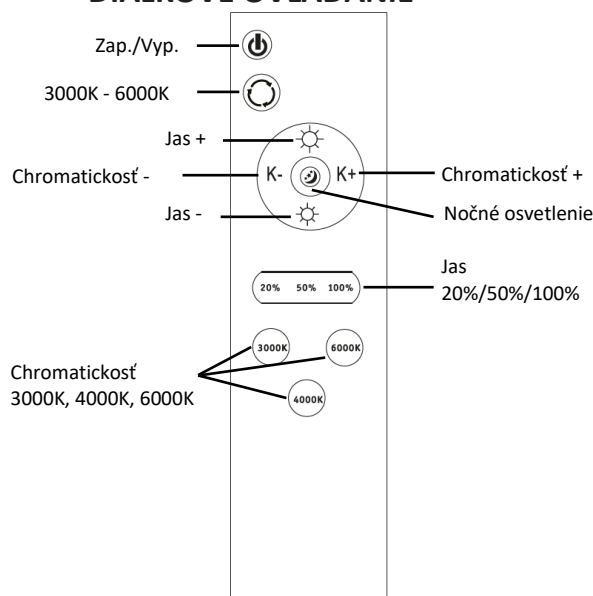 DIAĽKOVÉ OVLÁDANIE
Zap./Vyp.
3000K - 6000K
Jas +
Chromatickosť -
K-
K+
Chromatickosť +
Jas -
Nočné osvetlenie
Jas
20%/50%/100%
20% 50% 100%
3000K
6000K
Chromatickosť
3000K, 4000K, 6000K
4000K